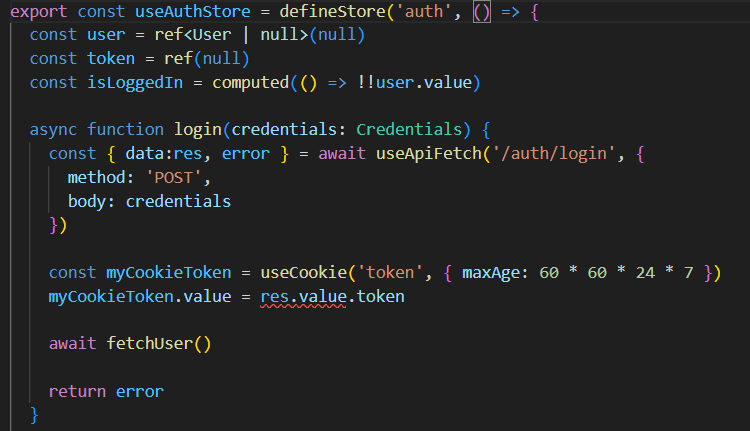 export const useAuthStore = defineStore('auth', () => {
const user = ref<User | null>(null)
const token = ref(null)
const isLoggedIn = computed(() => !!user.value)
async function login(credentials: Credentials) {
const { data:res, error } = await useApiFetch('/auth/login', {
method: 'POST',
body: credentials
})
const myCookieToken = useCookie('token', { maxAge: 60 * 60 * 24 * 7 })
myCookieToken.value = res.value.token
await fetchUser()
return error
}